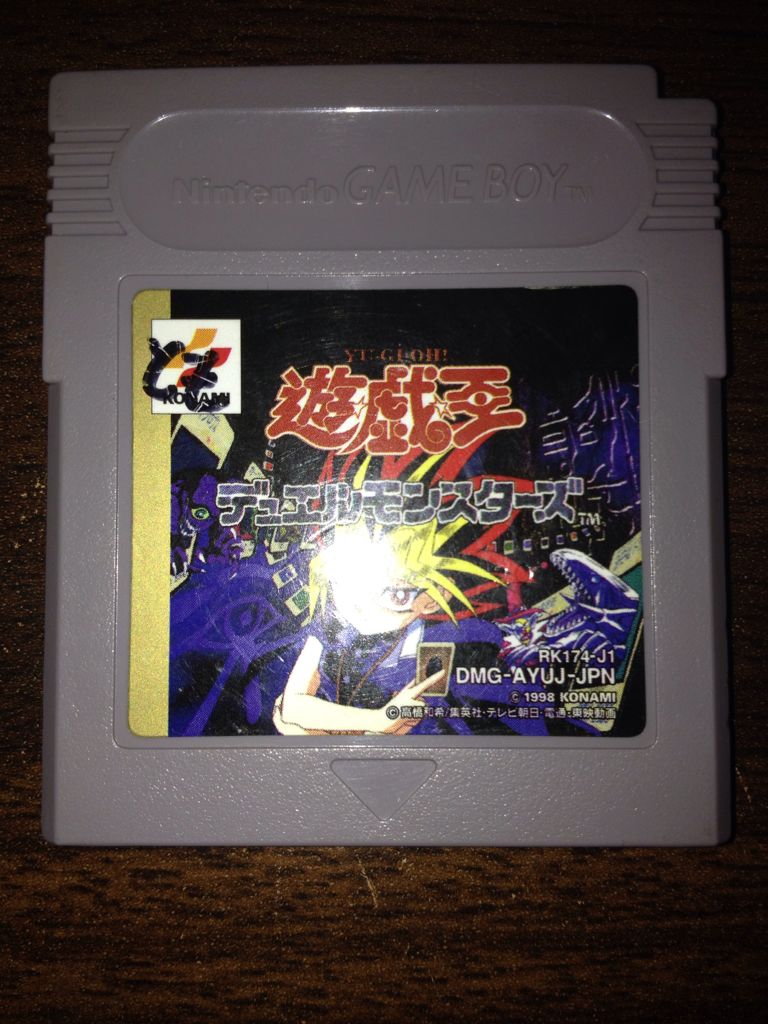 Nintendo GAME BOY™
KONAMI
YU-GI-OH!
遊☆戯☆王
デュエルモンスターズ™
RK174-J1
DMG-AYUJ-JPN
© 1998 KONAMI
©高橋和希/集英社・テレビ朝日・電通・東映動画